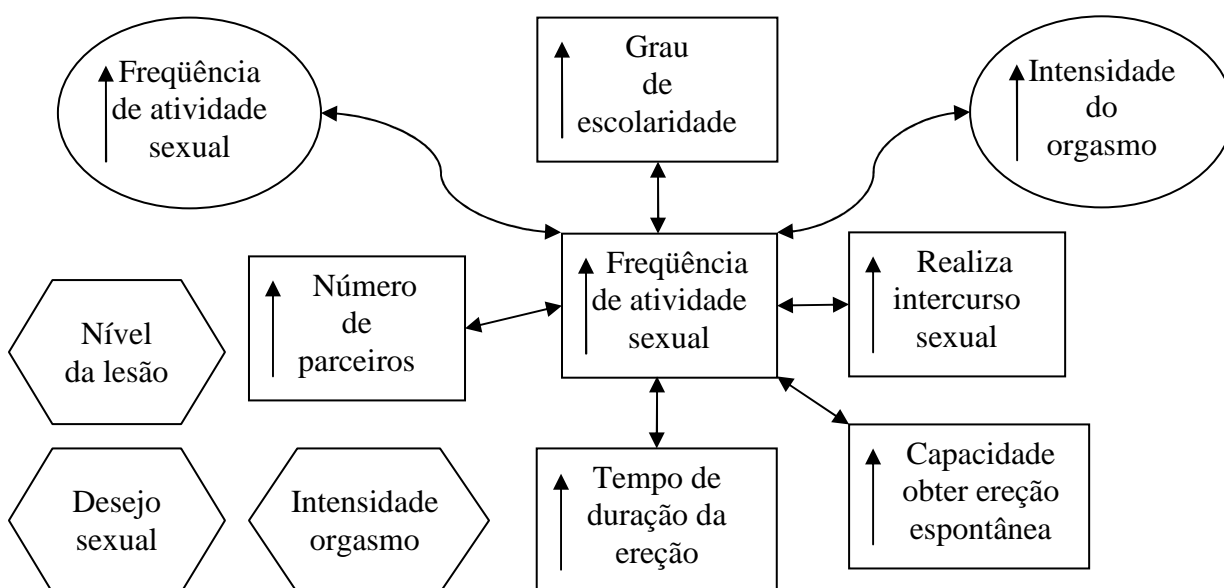 Freqüência
de atividade
sexual
Grau
de
escolaridade
Intensidade
do
orgasmo
Nível
da lesão
Número
de
parceiros
Freqüência
de atividade
sexual
Realiza
intercurso
sexual
Desejo
sexual
Intensidade
orgasmo
Tempo de
duração da
ereção
Capacidade
obter ereção
espontânea